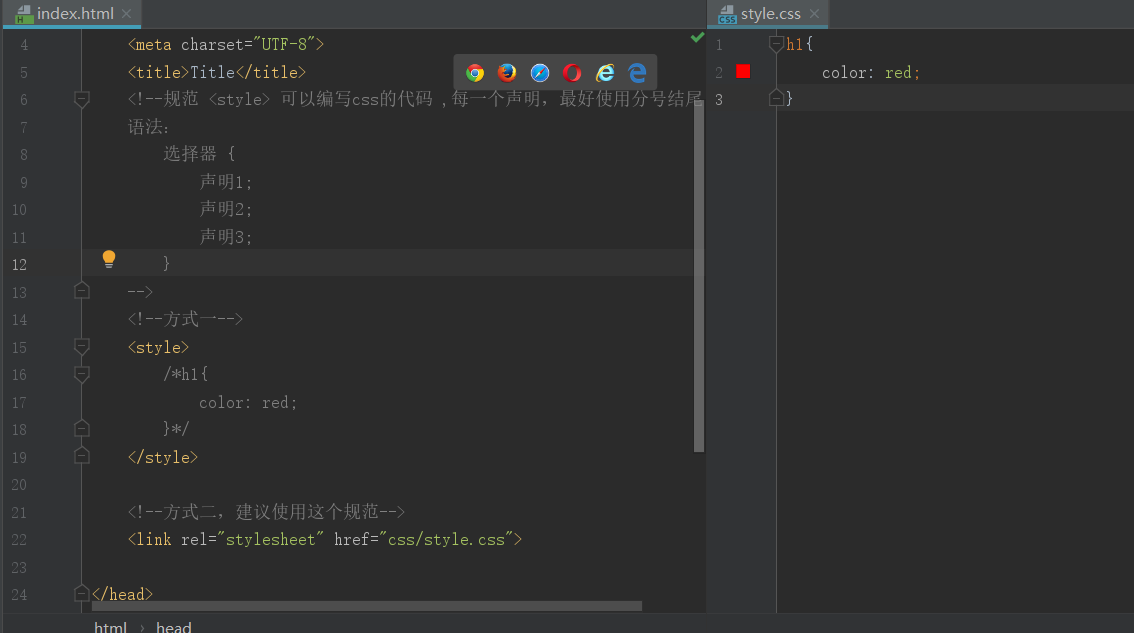 index.html
style.css
4 <meta charset="UTF-8">
5 <title>Title</title>
6 <!--规范 <style> 可以编写css的代码 ,每一个声明，最好使用分号结尾
7 语法：
8 选择器 {
9 声明1;
10 声明2;
11 声明3;
12 }
13 -->
14 <!--方式一-->
15 <style>
16 /*h1{
17 color: red;
18 }*/
19 </style>
20
21 <!--方式二，建议使用这个规范-->
22 <link rel="stylesheet" href="css/style.css">
23
24 </head>
html › head
1 h1{
2 color: red;
3 }